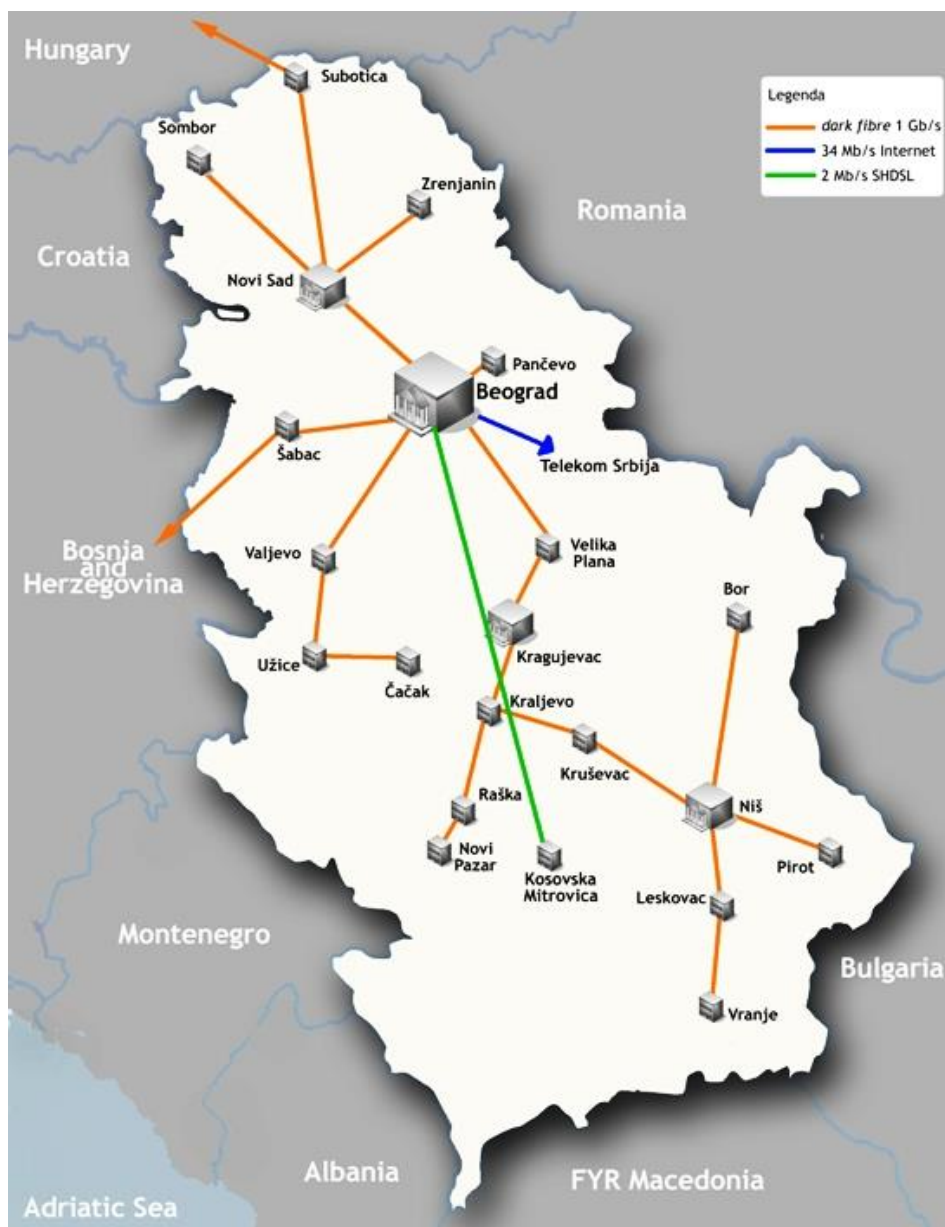 Hungary
Subotica
Legenda
dark fibre 1 Gb/s
34 Mb/s Internet
2 Mb/s SHDSL
Sombor
Zrenjanin
Romania
Croatia
Novi Sad
Pančevo
Beograd
Šabac
Telekom Srbija
Bosnja
and
Herzegovina
Valjevo
Velika
Plana
Bor
Užice
Čačak
Kragujevac
Kraljevo
Kruševac
Raška
Niš
Novi
Pazar
Kosovska
Mitrovica
Pirot
Leskovac
Montenegro
Bulgaria
Vranje
Albania
FYR Macedonia
Adriatic Sea